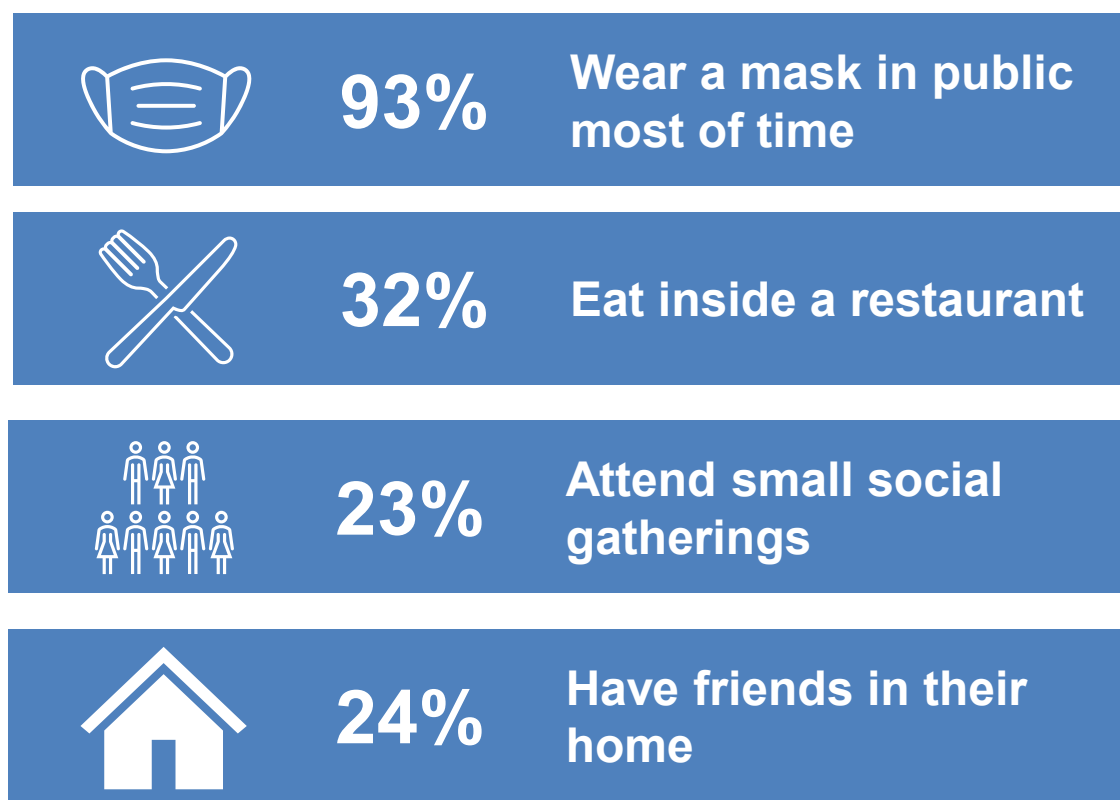 93%
Wear a mask in public
most of time
32%
Eat inside a restaurant
23%
Attend small social
gatherings
24%
Have friends in their
home